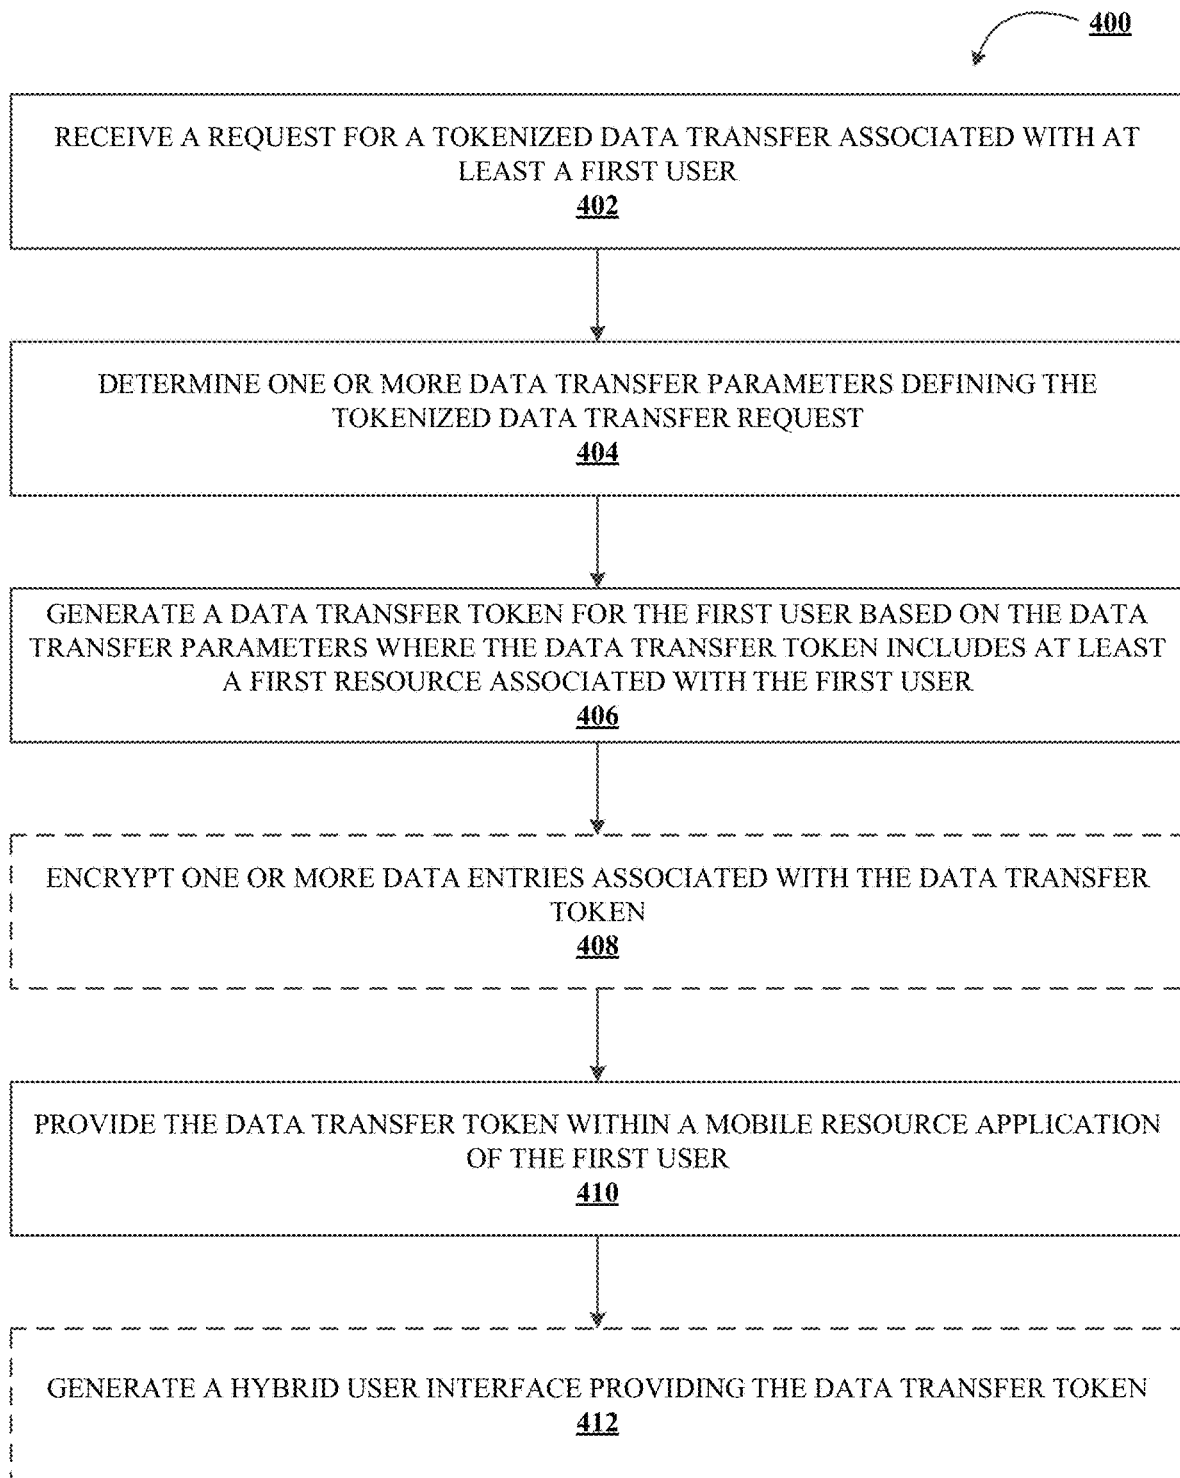 400
RECEIVE A REQUEST FOR A TOKENIZED DATA TRANSFER ASSOCIATED WITH AT
LEAST A FIRST USER
402
DETERMINE ONE OR MORE DATA TRANSFER PARAMETERS DEFINING THE
TOKENIZED DATA TRANSFER REQUEST
404
GENERATE A DATA TRANSFER TOKEN FOR THE FIRST USER BASED ON THE DATA
TRANSFER PARAMETERS WHERE THE DATA TRANSFER TOKEN INCLUDES AT LEAST
A FIRST RESOURCE ASSOCIATED WITH THE FIRST USER
406
ENCRYPT ONE OR MORE DATA ENTRIES ASSOCIATED WITH THE DATA TRANSFER
TOKEN
408
PROVIDE THE DATA TRANSFER TOKEN WITHIN A MOBILE RESOURCE APPLICATION
OF THE FIRST USER
410
GENERATE A HYBRID USER INTERFACE PROVIDING THE DATA TRANSFER TOKEN
412